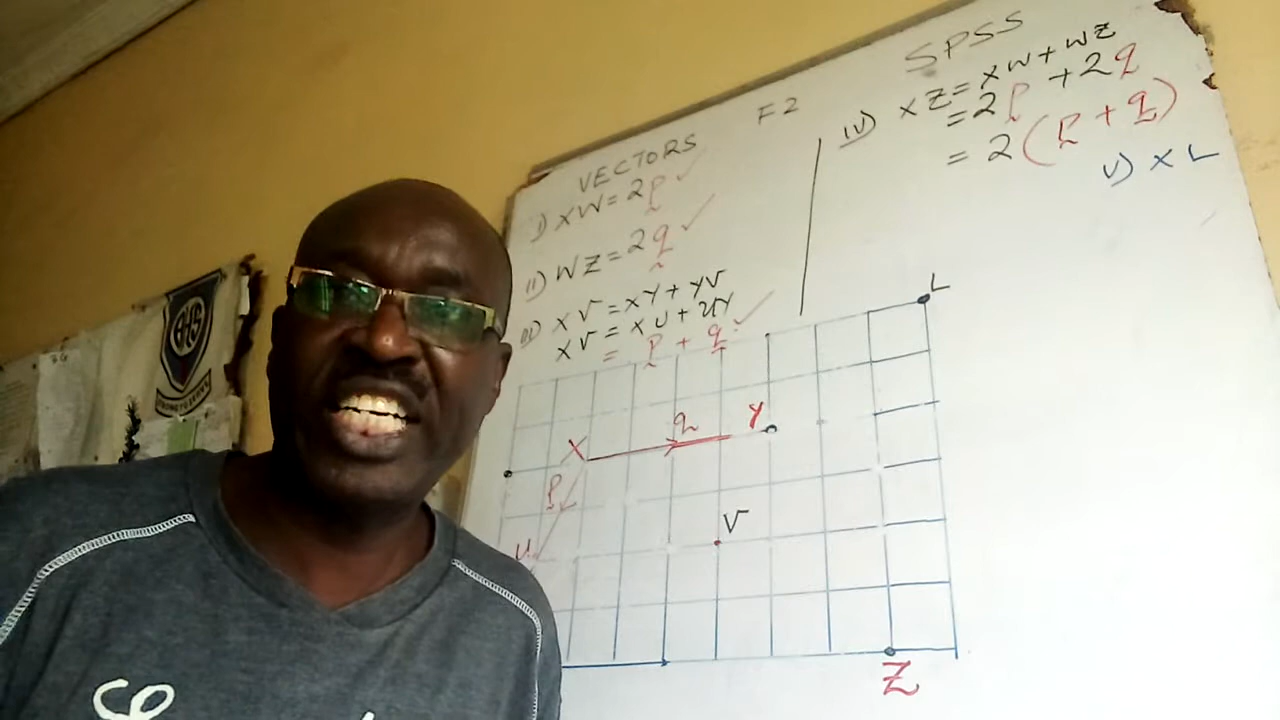 SPSS
F2
VECTORS
i) XW = 2p ✓
ii) WZ = 2q ✓
iii) XV = XY + YV
XV = XU + UY
= p + q ✓
iv) XZ = XW + WZ
= 2p + 2q
= 2(p + q)
v) XL
L
X
q
Y
p
U
V
Z